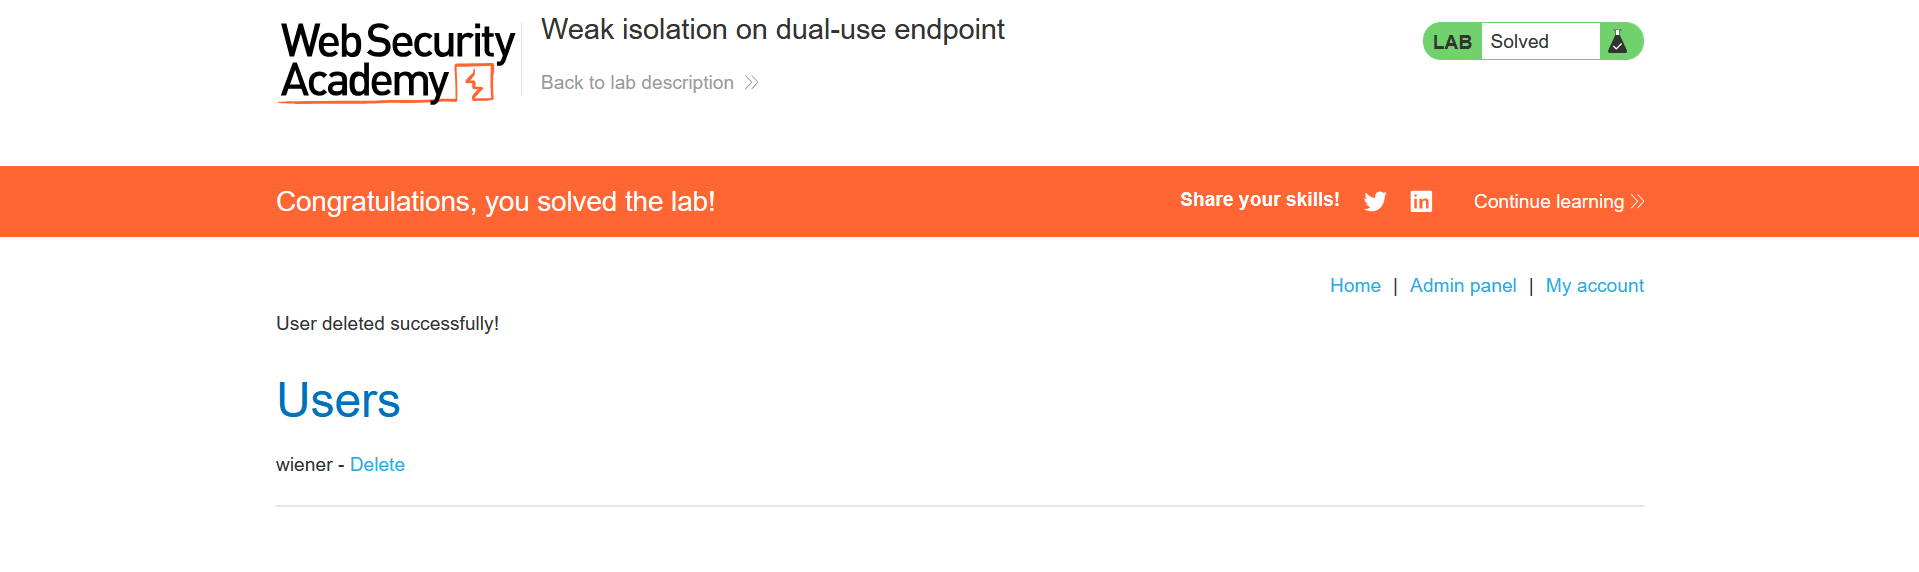 Web Security
Academy
Weak isolation on dual-use endpoint
Back to lab description
LAB Solved
Congratulations, you solved the lab!
Share your skills!
Continue learning
Home | Admin panel | My account
User deleted successfully!
Users
wiener - Delete